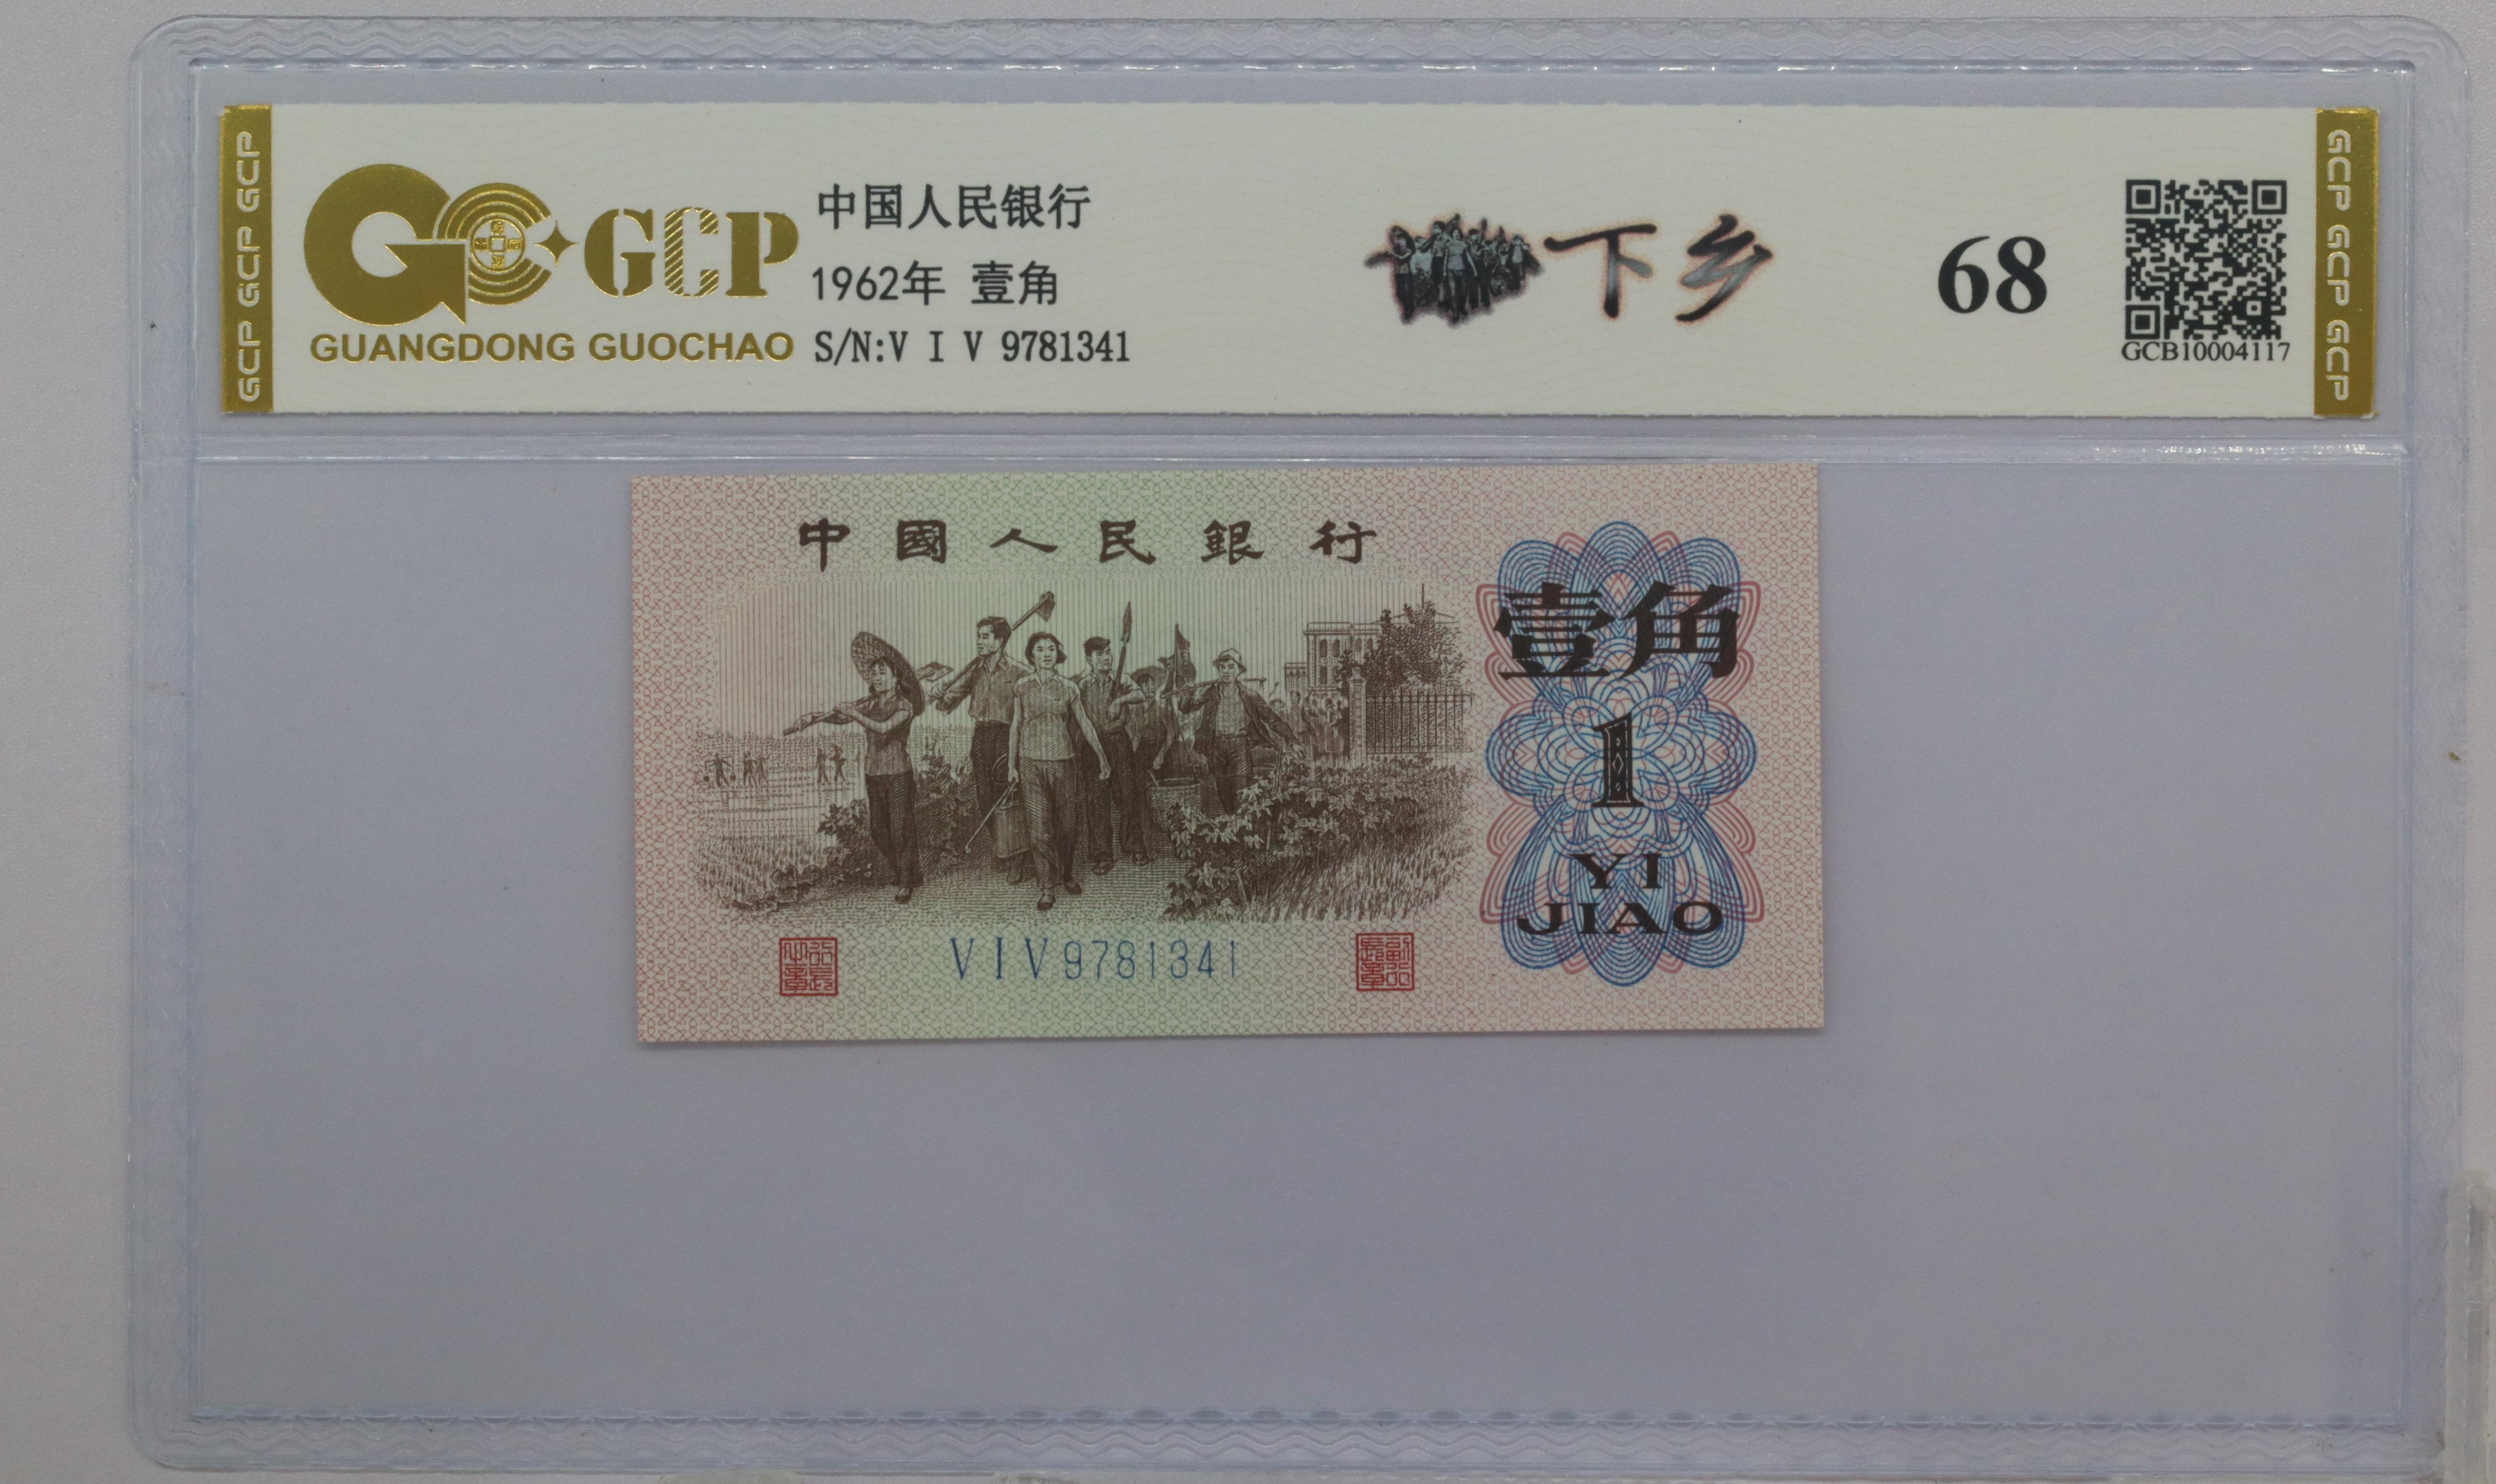 GCP GCP GCP
GCP
GUANGDONG GUOCHAO
中国人民银行
1962年 壹角
S/N:V I V 9781341
下乡
68
GCB10004117
GCP GCP GCP
中國人民銀行
壹角
1
YI
JIAO
V I V 9781341